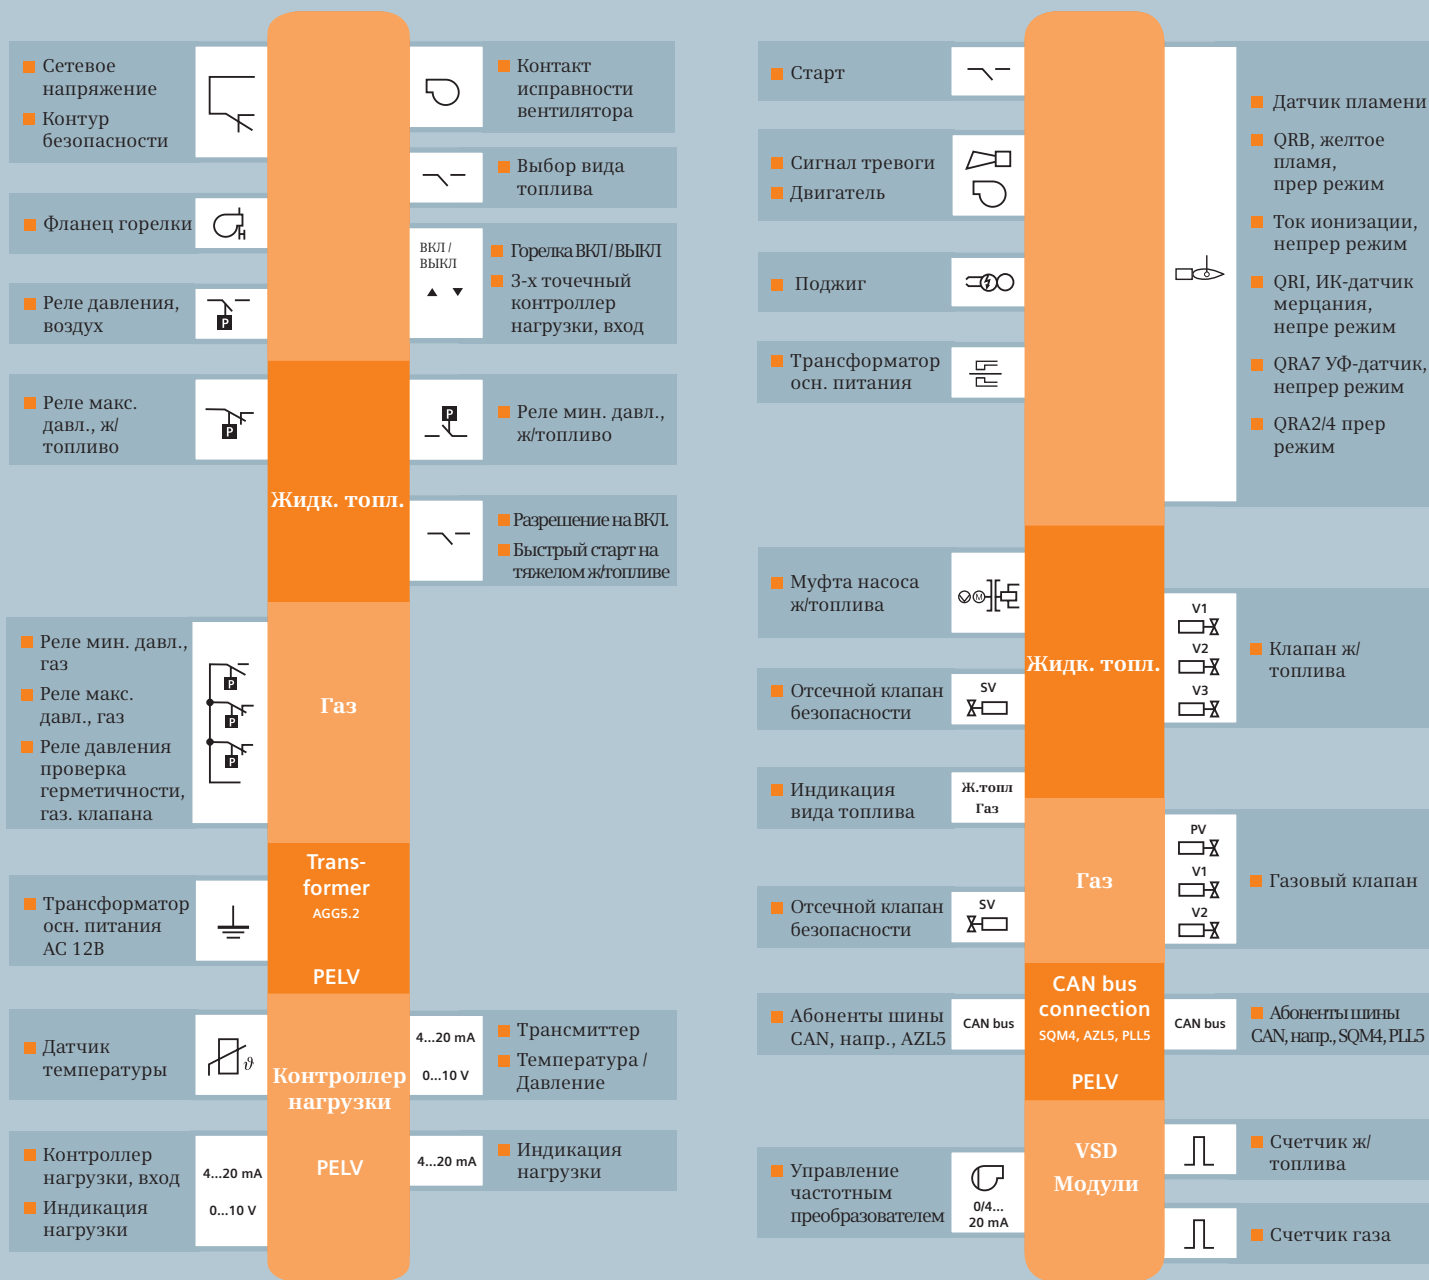 Сетевое
напряжение
Контур
безопасности
Фланец горелки
Реле давления,
воздух
P
Реле макс.
давл., ж/
топливо
P
Реле мин. давл.,
газ
Реле макс.
давл., газ
Реле давления
проверка
герметичности,
газ. клапана
P
P
P
Трансформатор
осн. питания
АС 12В
Датчик
температуры
ϑ
Контроллер
нагрузки, вход
Индикация
нагрузки
4...20 mA
0...10 V
Жидк. топл.
Газ
Trans-
former
AGG5.2
PELV
Контроллер
нагрузки
PELV
Контакт
исправности
вентилятора
Выбор вида
топлива
ВКЛ /
ВЫКЛ
Горелка ВКЛ / ВЫКЛ
3-х точечный
контроллер
нагрузки, вход
P
Реле мин. давл.,
ж/топливо
Разрешение на ВКЛ.
Быстрый старт на
тяжелом ж/топливе
4...20 mA
0...10 V
Трансмиттер
Температура /
Давление
4...20 mA
Индикация
нагрузки
Старт
Сигнал тревоги
Двигатель
Поджиг
Трансформатор
осн. питания
Муфта насоса
ж/топлива
M
Отсечной клапан
безопасности
SV
Индикация
вида топлива
Ж.топл
Газ
Отсечной клапан
безопасности
SV
Абоненты шины
CAN, напр., AZL5
CAN bus
Управление
частотным
преобразователем
0/4...
20 mA
Жидк. топл.
Газ
CAN bus
connection
SQM4, AZL5, PLL5
PELV
VSD
Модули
Датчик пламени
QRB, желтое
пламя,
прер режим
Ток ионизации,
непрер режим
QRI, ИК-датчик
мерцания,
непре режим
QRA7 УФ-датчик,
непрер режим
QRA2/4 прер
режим
V1
V2
V3
Клапан ж/
топлива
PV
V1
V2
Газовый клапан
CAN bus
Абоненты шины
CAN, напр., SQM4, PLL5
Счетчик ж/
топлива
Счетчик газа